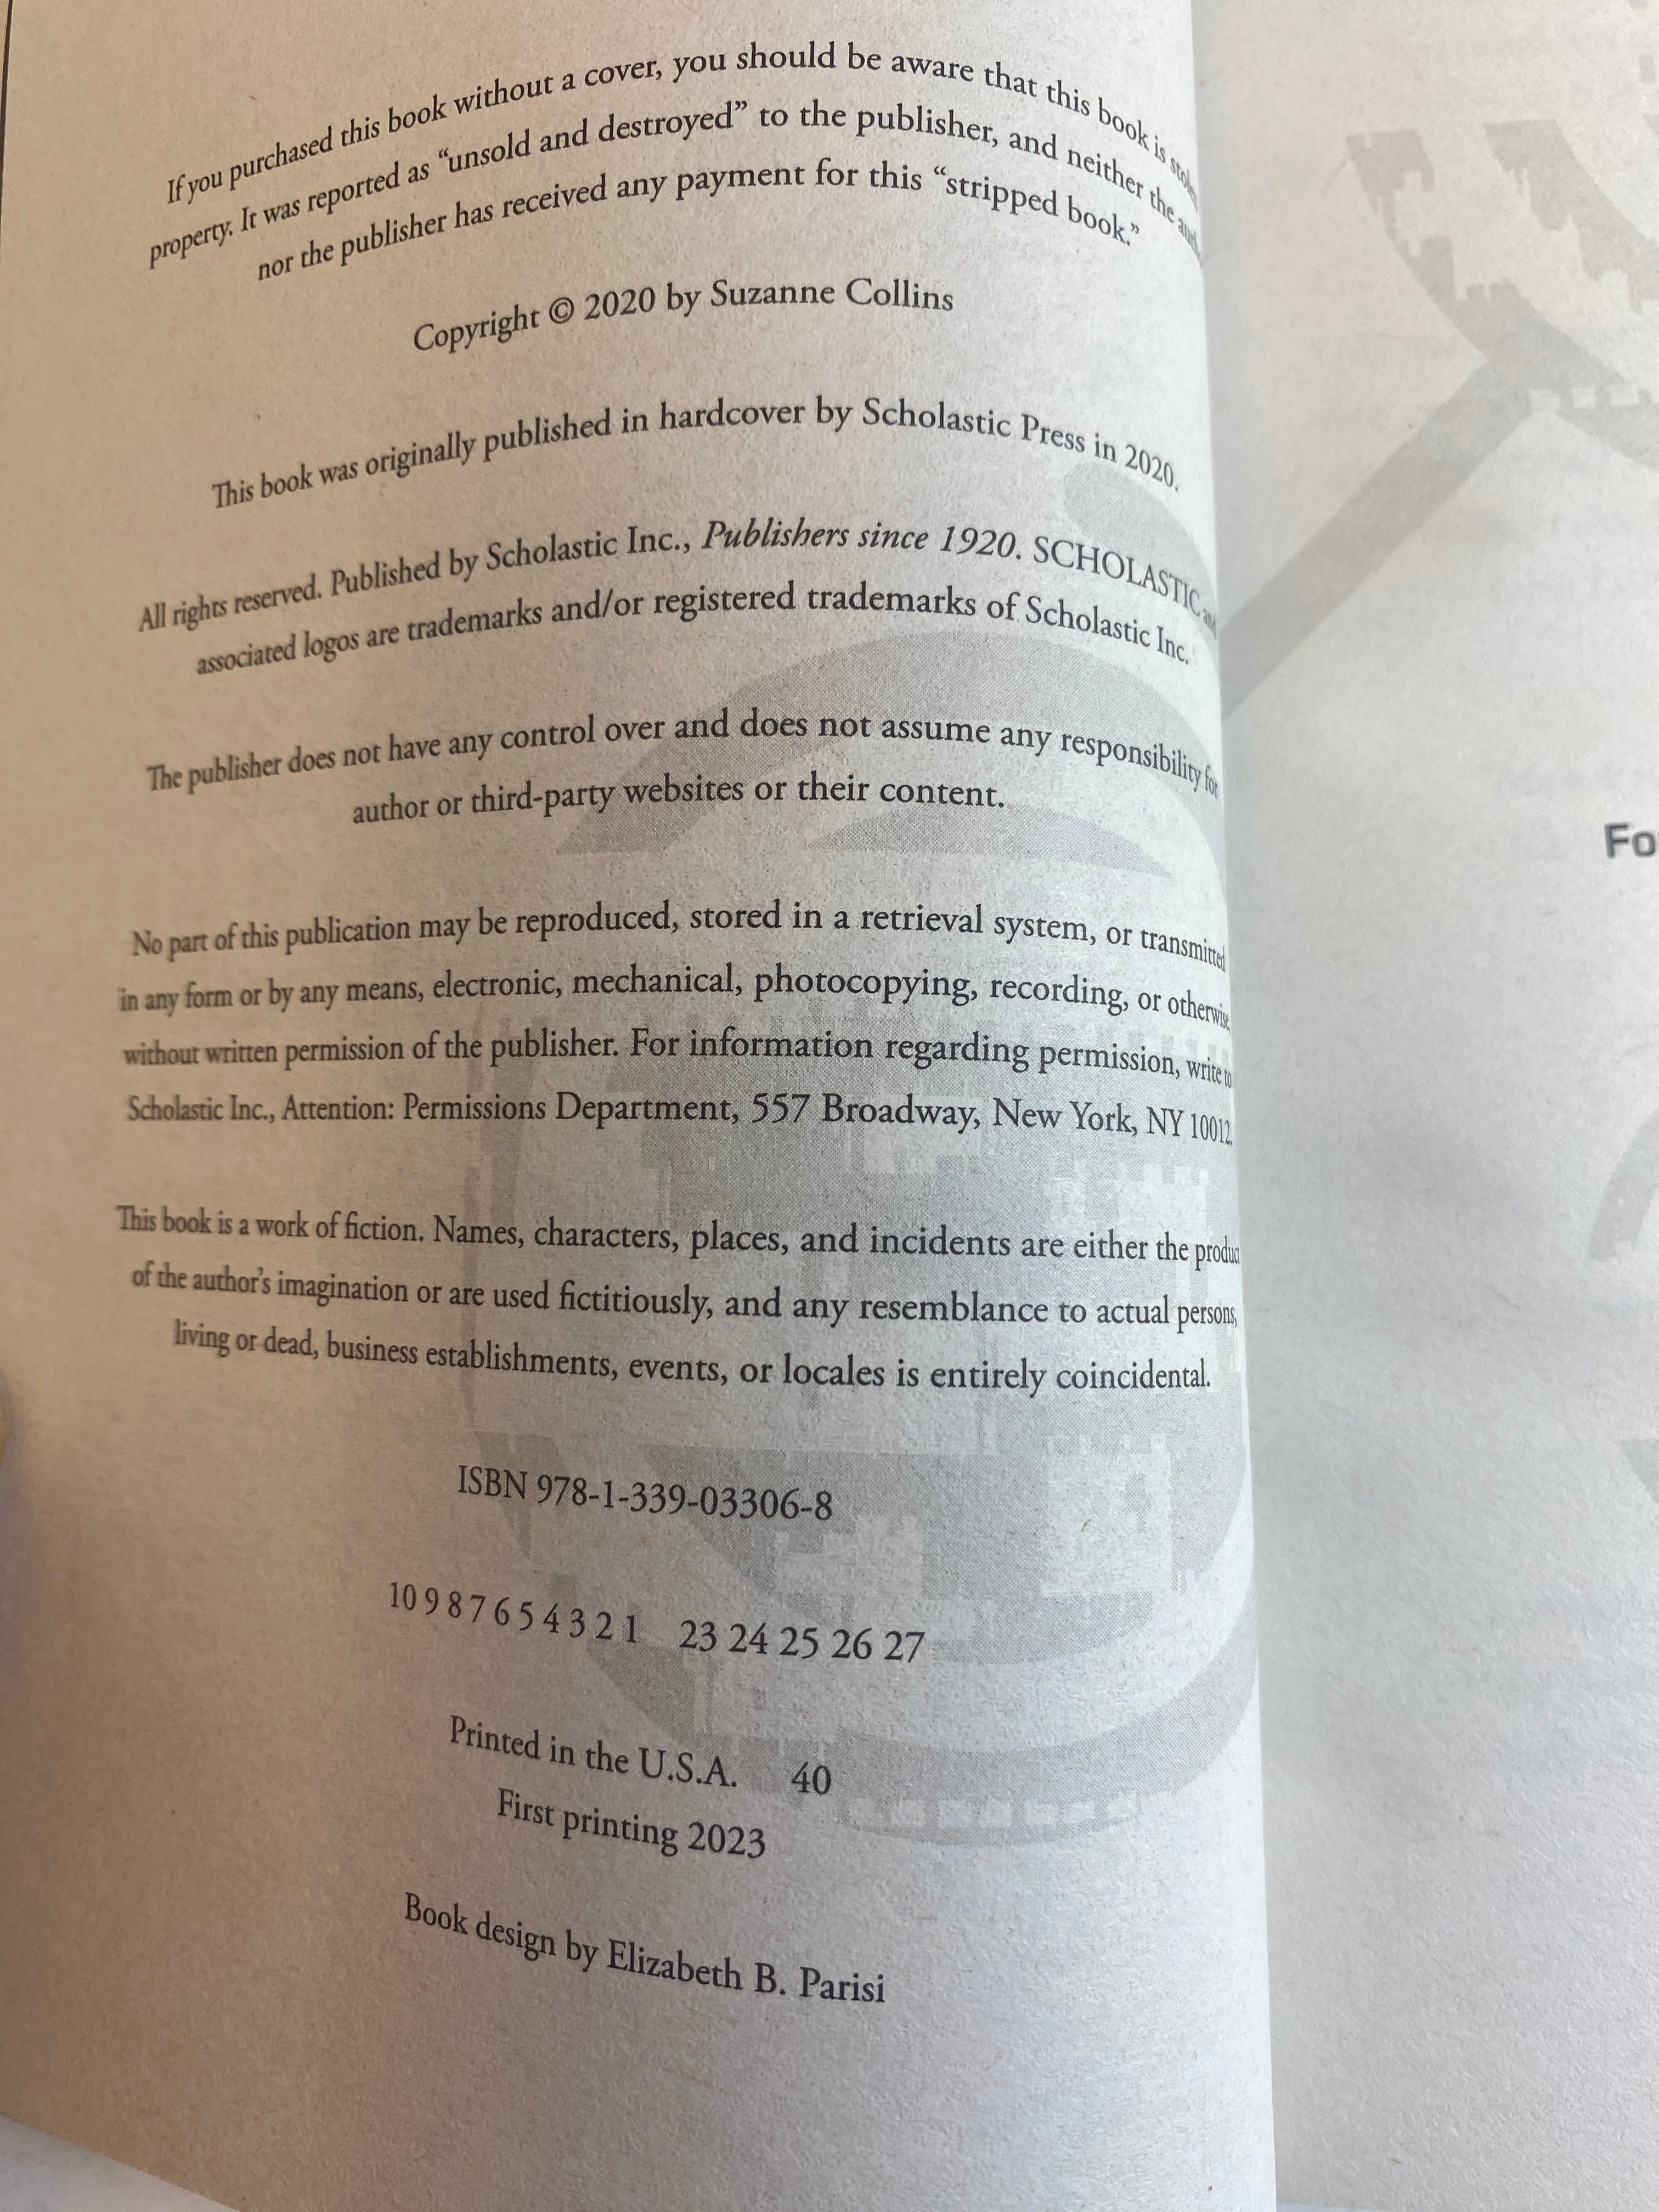 If you purchased this book without a cover, you should be aware that this book is stolen
property. It was reported as “unsold and destroyed” to the publisher, and neither the
nor the publisher has received any payment for this “stripped book.”
Copyright © 2020 by Suzanne Collins
This book was originally published in hardcover by Scholastic Press in 2020.
All rights reserved. Published by Scholastic Inc., Publishers since 1920. SCHOLASTIC and
associated logos are trademarks and/or registered trademarks of Scholastic Inc.
The publisher does not have any control over and does not assume any responsibility for
author or third-party websites or their content.
No part of this publication may be reproduced, stored in a retrieval system, or transmitted
in any form or by any means, electronic, mechanical, photocopying, recording, or otherwise,
without written permission of the publisher. For information regarding permission, write to
Scholastic Inc., Attention: Permissions Department, 557 Broadway, New York, NY 10012.
This book is a work of fiction. Names, characters, places, and incidents are either the product
of the author’s imagination or are used fictitiously, and any resemblance to actual persons,
living or dead, business establishments, events, or locales is entirely coincidental.
ISBN 978-1-339-03306-8
10 9 8 7 6 5 4 3 2 1 23 24 25 26 27
Printed in the U.S.A. 40
First printing 2023
Book design by Elizabeth B. Parisi